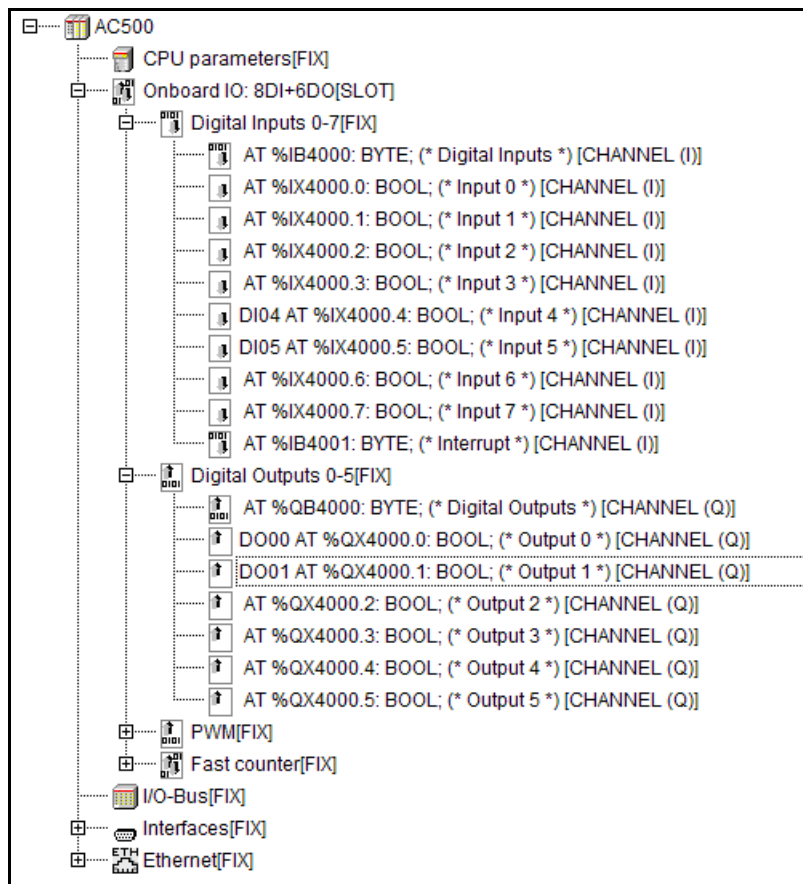 AC500
CPU parameters[FIX]
Onboard IO: 8DI+6DO[SLOT]
Digital Inputs 0-7[FIX]
AT %IB4000: BYTE; (* Digital Inputs *) [CHANNEL (I)]
AT %IX4000.0: BOOL; (* Input 0 *) [CHANNEL (I)]
AT %IX4000.1: BOOL; (* Input 1 *) [CHANNEL (I)]
AT %IX4000.2: BOOL; (* Input 2 *) [CHANNEL (I)]
AT %IX4000.3: BOOL; (* Input 3 *) [CHANNEL (I)]
DI04 AT %IX4000.4: BOOL; (* Input 4 *) [CHANNEL (I)]
DI05 AT %IX4000.5: BOOL; (* Input 5 *) [CHANNEL (I)]
AT %IX4000.6: BOOL; (* Input 6 *) [CHANNEL (I)]
AT %IX4000.7: BOOL; (* Input 7 *) [CHANNEL (I)]
AT %IB4001: BYTE; (* Interrupt *) [CHANNEL (I)]
Digital Outputs 0-5[FIX]
AT %QB4000: BYTE; (* Digital Outputs *) [CHANNEL (Q)]
DO00 AT %QX4000.0: BOOL; (* Output 0 *) [CHANNEL (Q)]
DO01 AT %QX4000.1: BOOL; (* Output 1 *) [CHANNEL (Q)]
AT %QX4000.2: BOOL; (* Output 2 *) [CHANNEL (Q)]
AT %QX4000.3: BOOL; (* Output 3 *) [CHANNEL (Q)]
AT %QX4000.4: BOOL; (* Output 4 *) [CHANNEL (Q)]
AT %QX4000.5: BOOL; (* Output 5 *) [CHANNEL (Q)]
PWM[FIX]
Fast counter[FIX]
I/O-Bus[FIX]
Interfaces[FIX]
ETH Ethernet[FIX]